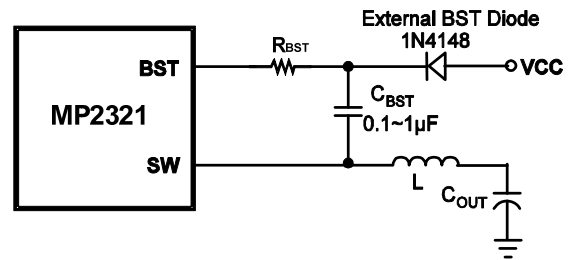 External BST Diode
1N4148
RBST
BST
VCC
CBST
0.1~1µF
MP2321
SW
L
COUT